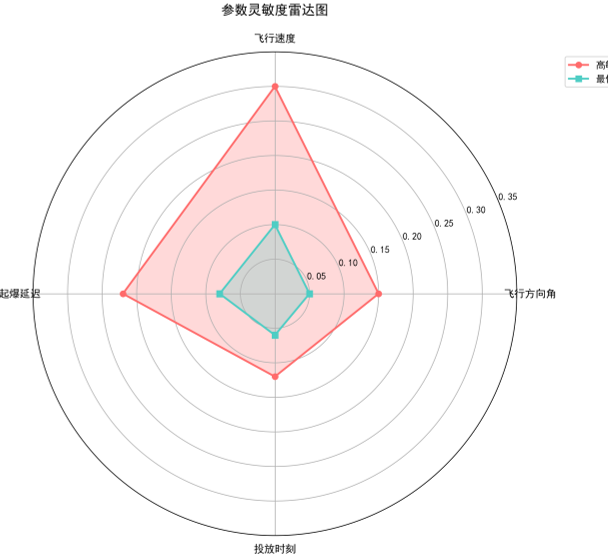 参数灵敏度雷达图
飞行速度
高
最
0.35
0.30
0.25
0.20
0.15
0.10
0.05
起爆延迟
飞行方向角
投放时刻